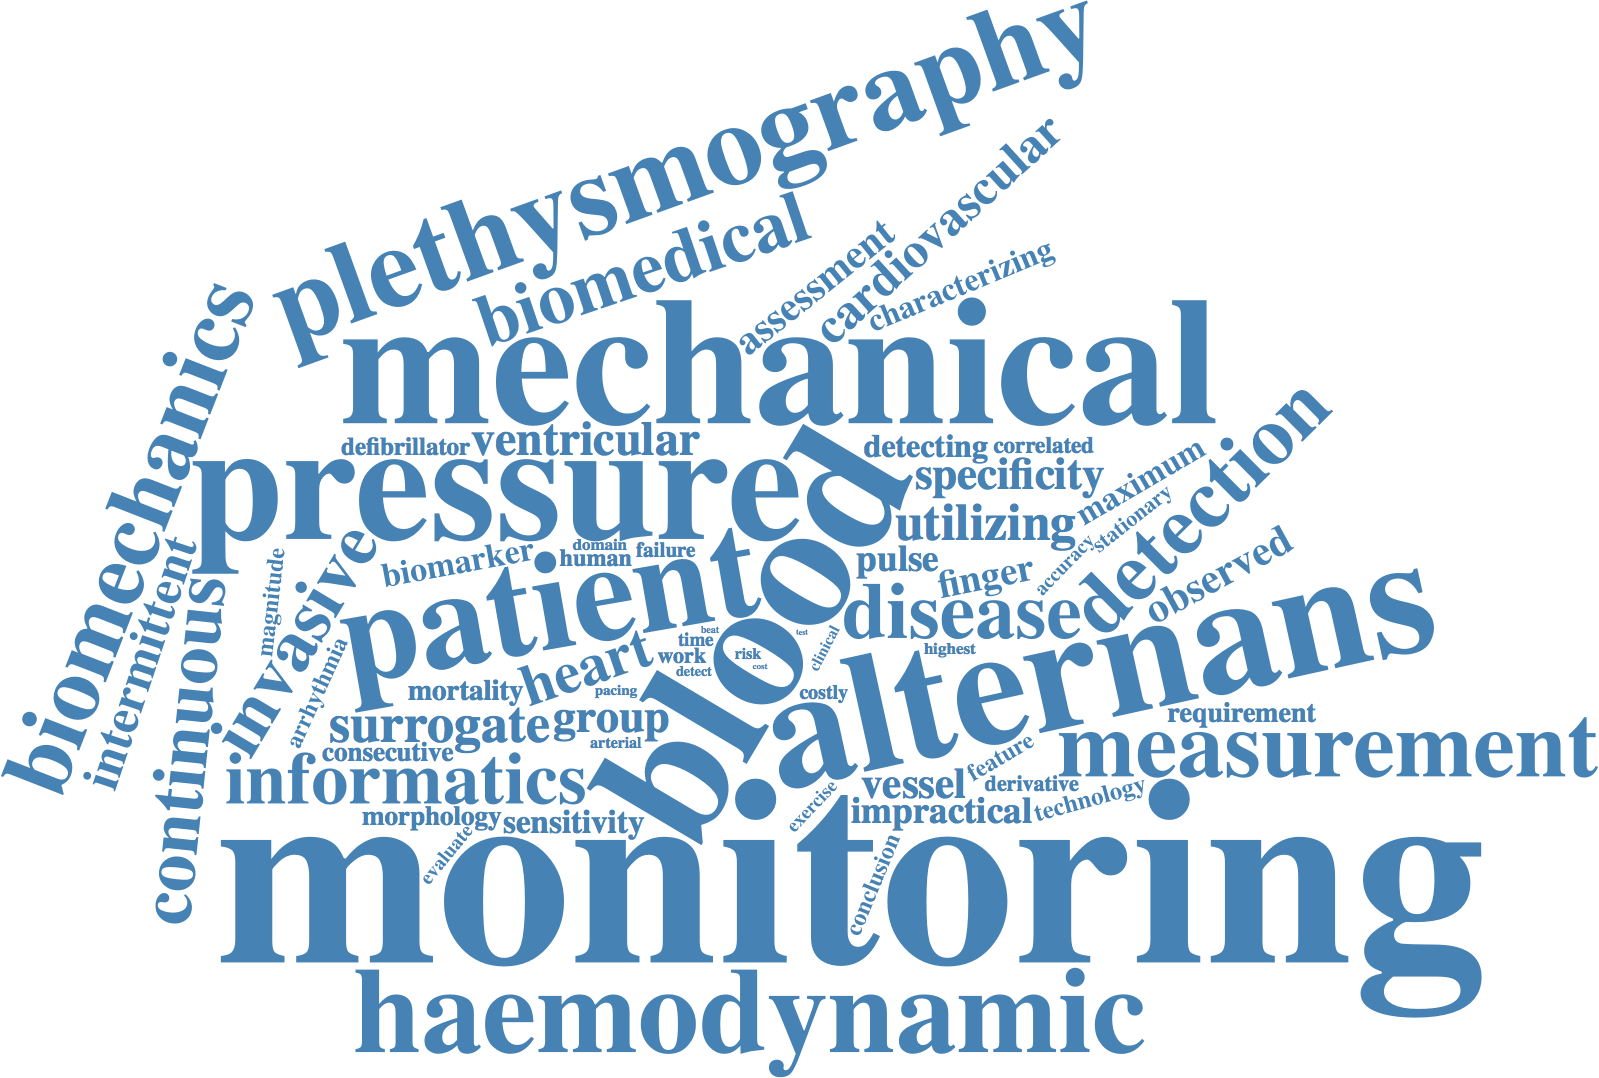 plethysmography
biomedical
assessment
cardiovascular
characterizing
mechanical
biomechanics
defibrillator
ventricular
detecting
correlated
pressure
blood
specificity
maximum
stationary
detection
utilizing
intermittent
continuous
magnitude
invasive
arrhythmia
biomarker
domain
human
failure
patient
pulse
finger
accuracy
observed
disease
alternans
highest
beat
time
test
work
risk
cost
detect
clinical
heart
pacing
mortality
costly
surrogate
group
arterial
consecutive
requirement
measurement
informatics
vessel
feature
derivative
exercise
impractical
technology
morphology
sensitivity
evaluate
conclusion
monitoring
haemodynamic